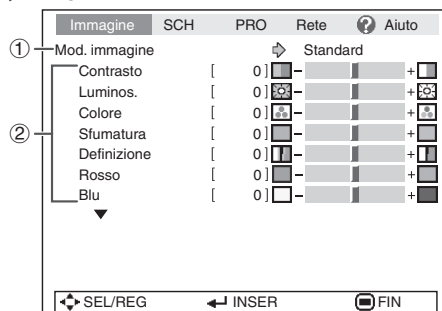 Immagine SCH PRO Rete ? Aiuto
① Mod. immagine Standard
② Contrasto [ 0 ] – +
Luminos. [ 0 ] – +
Colore [ 0 ] – +
Sfumatura [ 0 ] – +
Definizione [ 0 ] – +
Rosso [ 0 ] – +
Blu [ 0 ] – +
SEL/REG INSER FIN